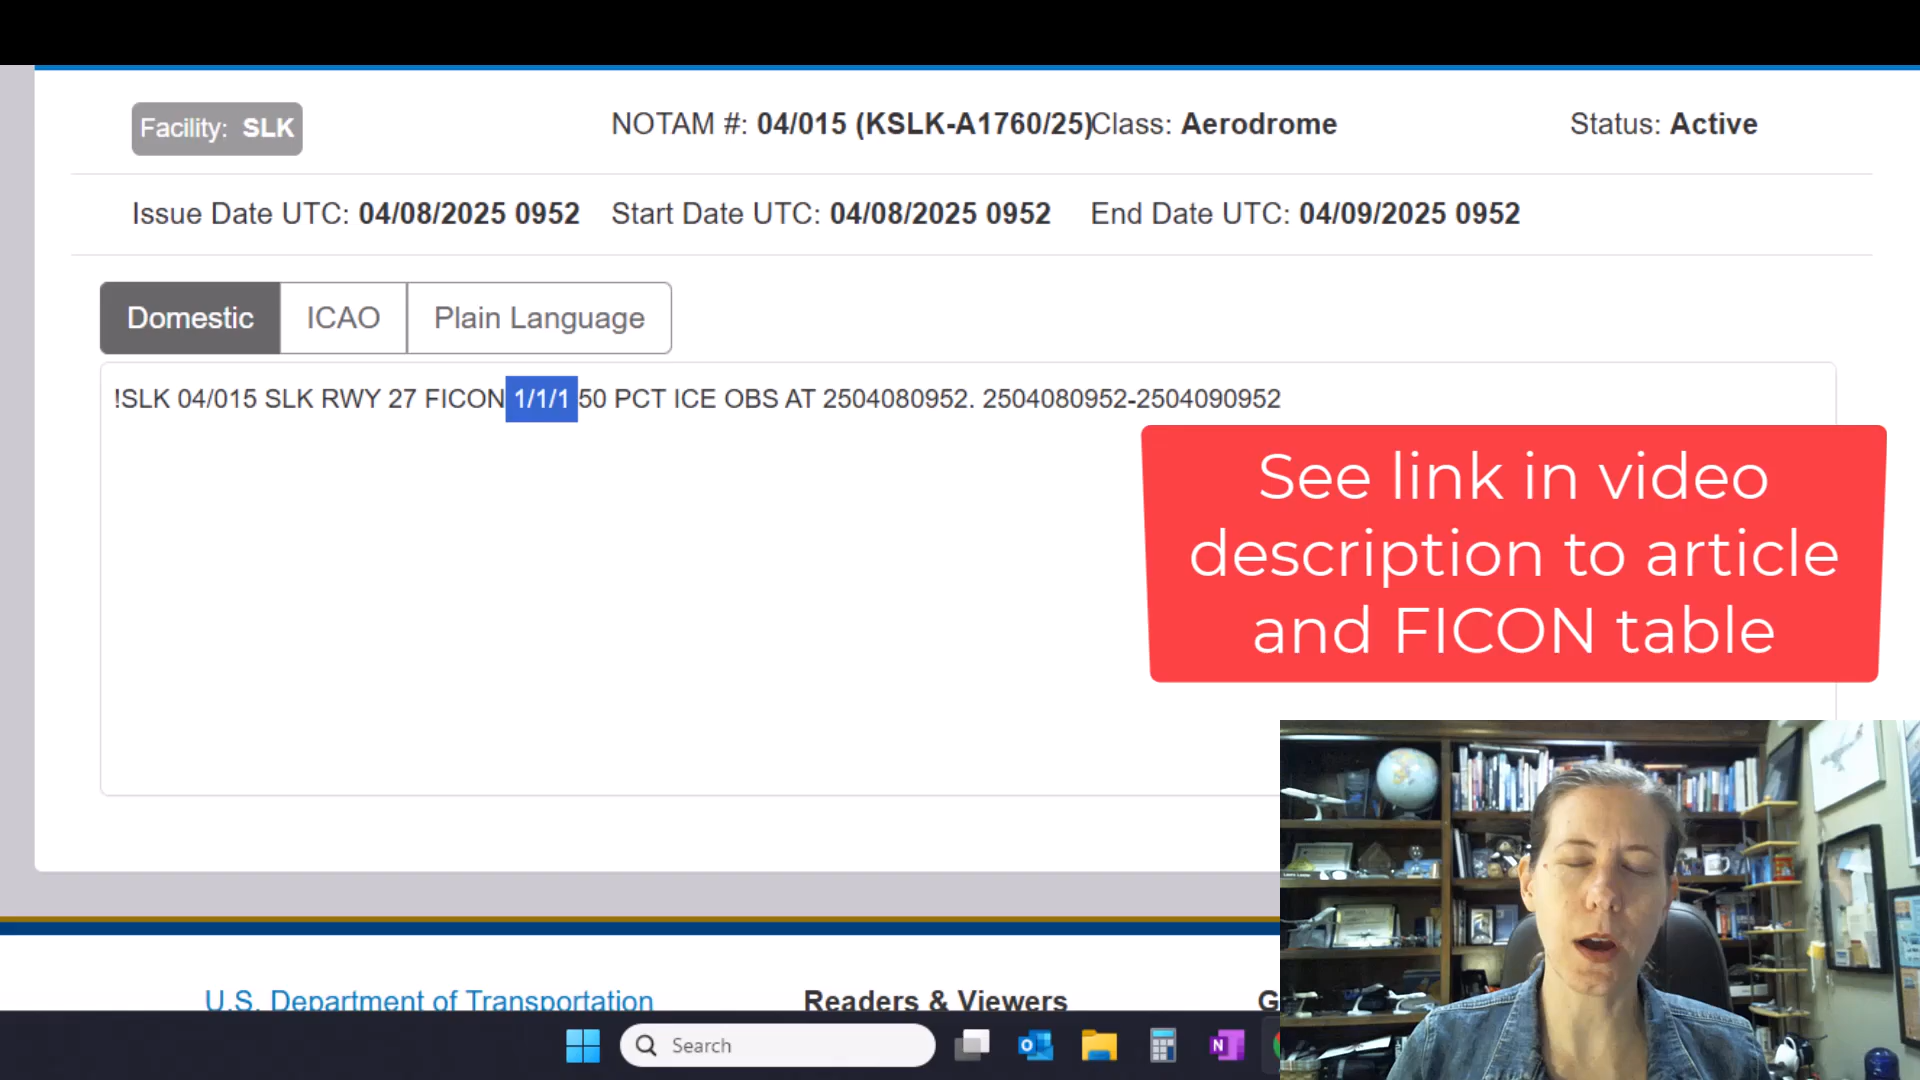 Facility: SLK
NOTAM #: 04/015 (KSLK-A1760/25)Class: Aerodrome
Status: Active
Issue Date UTC: 04/08/2025 0952
Start Date UTC: 04/08/2025 0952
End Date UTC: 04/09/2025 0952
Domestic
ICAO
Plain Language
!SLK 04/015 SLK RWY 27 FICON 1/1/1 50 PCT ICE OBS AT 2504080952. 2504080952-2504090952
See link in video
description to article
and FICON table
U.S. Department of Transportation
Readers & Viewers
Search